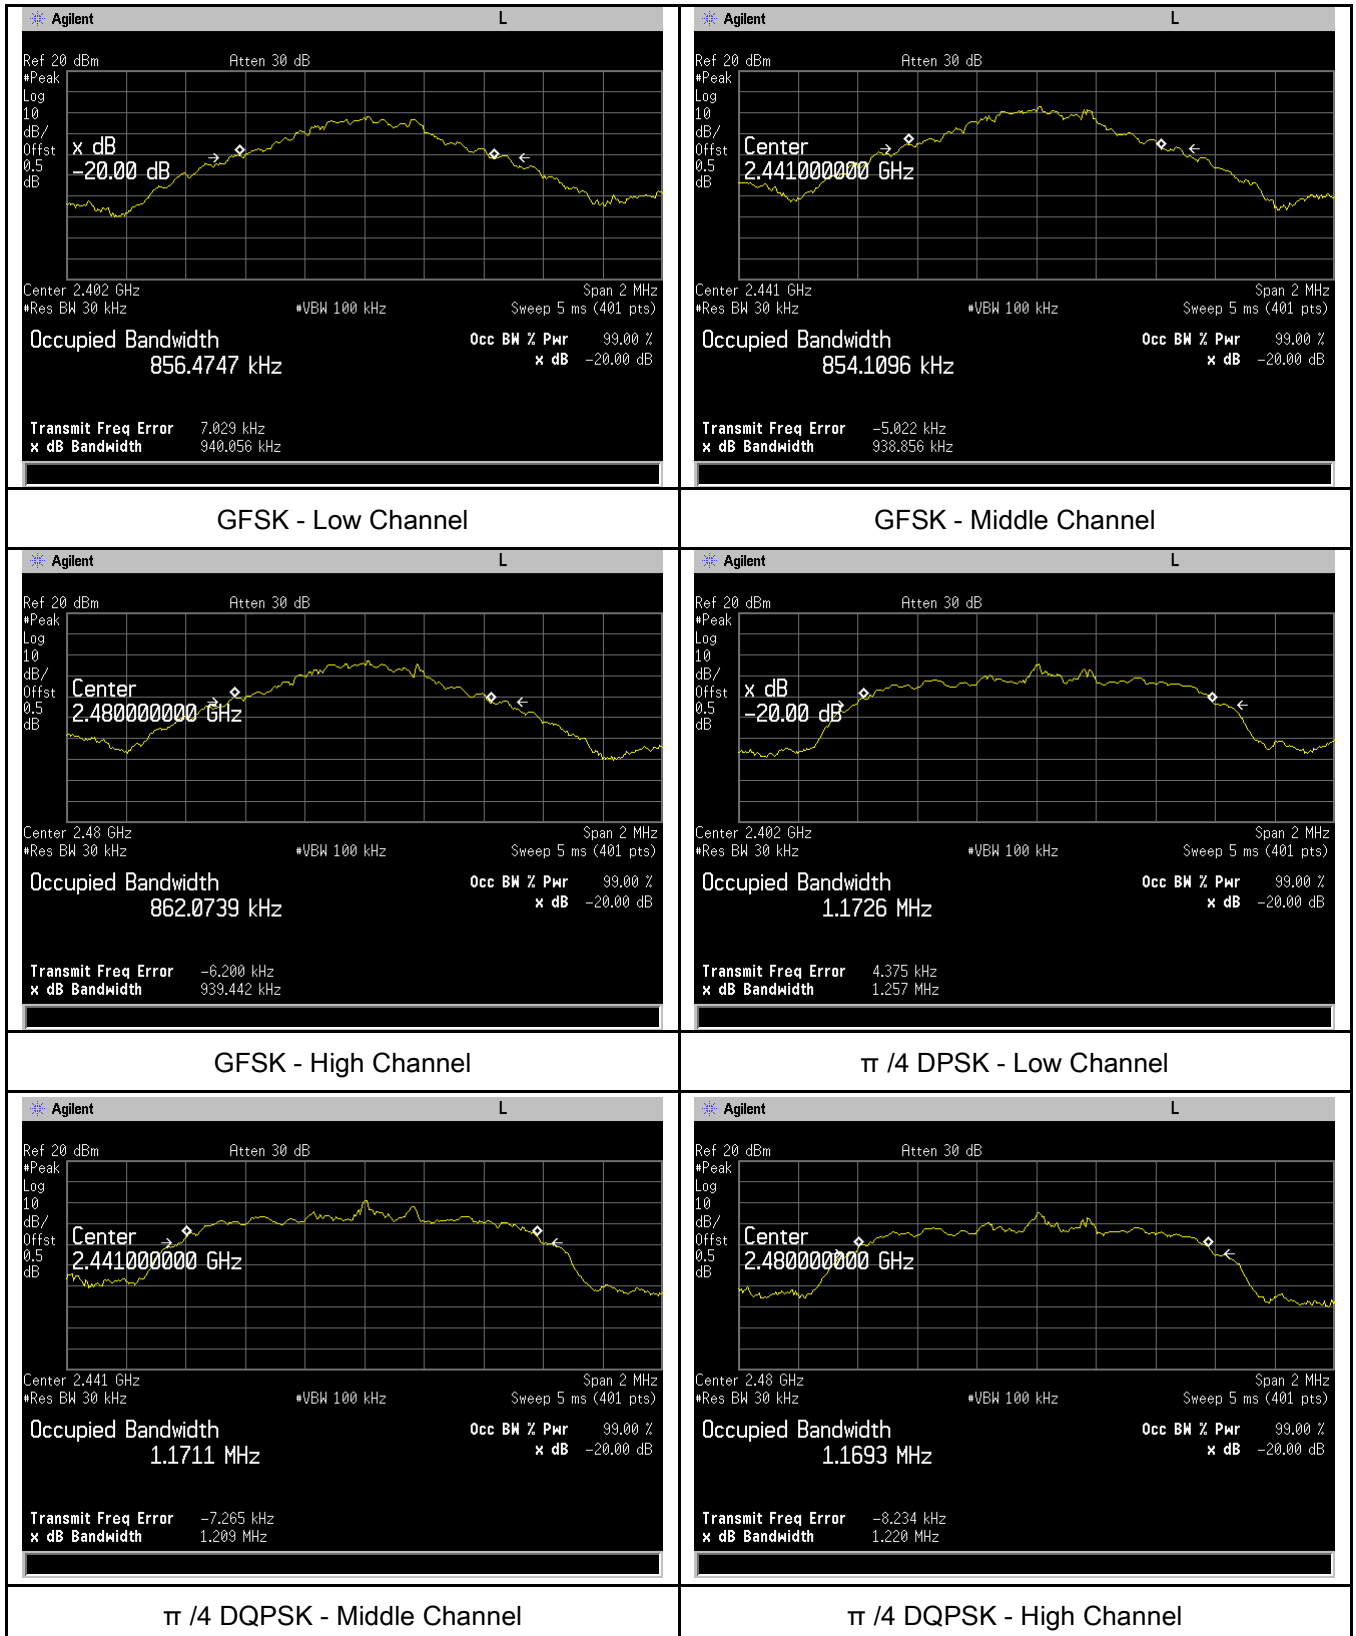 Agilent L
Ref 20 dBm Atten 30 dB
#Peak
Log
10
dB/
Offst
0.5
dB
x dB
-20.00 dB
Center 2.402 GHz Span 2 MHz
#Res BW 30 kHz #VBW 100 kHz Sweep 5 ms (401 pts)
Occupied Bandwidth Occ BW % Pwr 99.00 %
856.4747 kHz x dB -20.00 dB
Transmit Freq Error 7.029 kHz
x dB Bandwidth 940.056 kHz
GFSK - Low Channel
Agilent L
Ref 20 dBm Atten 30 dB
#Peak
Log
10
dB/
Offst
0.5
dB
Center
2.441000000 GHz
Center 2.441 GHz Span 2 MHz
#Res BW 30 kHz #VBW 100 kHz Sweep 5 ms (401 pts)
Occupied Bandwidth Occ BW % Pwr 99.00 %
854.1096 kHz x dB -20.00 dB
Transmit Freq Error -5.022 kHz
x dB Bandwidth 938.856 kHz
GFSK - Middle Channel
Agilent L
Ref 20 dBm Atten 30 dB
#Peak
Log
10
dB/
Offst
0.5
dB
Center
2.480000000 GHz
Center 2.48 GHz Span 2 MHz
#Res BW 30 kHz #VBW 100 kHz Sweep 5 ms (401 pts)
Occupied Bandwidth Occ BW % Pwr 99.00 %
862.0739 kHz x dB -20.00 dB
Transmit Freq Error -6.200 kHz
x dB Bandwidth 939.442 kHz
GFSK - High Channel
Agilent L
Ref 20 dBm Atten 30 dB
#Peak
Log
10
dB/
Offst
0.5
dB
x dB
-20.00 dB
Center 2.402 GHz Span 2 MHz
#Res BW 30 kHz #VBW 100 kHz Sweep 5 ms (401 pts)
Occupied Bandwidth Occ BW % Pwr 99.00 %
1.1726 MHz x dB -20.00 dB
Transmit Freq Error 4.375 kHz
x dB Bandwidth 1.257 MHz
π /4 DPSK - Low Channel
Agilent L
Ref 20 dBm Atten 30 dB
#Peak
Log
10
dB/
Offst
0.5
dB
Center
2.441000000 GHz
Center 2.441 GHz Span 2 MHz
#Res BW 30 kHz #VBW 100 kHz Sweep 5 ms (401 pts)
Occupied Bandwidth Occ BW % Pwr 99.00 %
1.1711 MHz x dB -20.00 dB
Transmit Freq Error -7.265 kHz
x dB Bandwidth 1.209 MHz
π /4 DQPSK - Middle Channel
Agilent L
Ref 20 dBm Atten 30 dB
#Peak
Log
10
dB/
Offst
0.5
dB
Center
2.480000000 GHz
Center 2.48 GHz Span 2 MHz
#Res BW 30 kHz #VBW 100 kHz Sweep 5 ms (401 pts)
Occupied Bandwidth Occ BW % Pwr 99.00 %
1.1693 MHz x dB -20.00 dB
Transmit Freq Error -8.234 kHz
x dB Bandwidth 1.220 MHz
π /4 DQPSK - High Channel